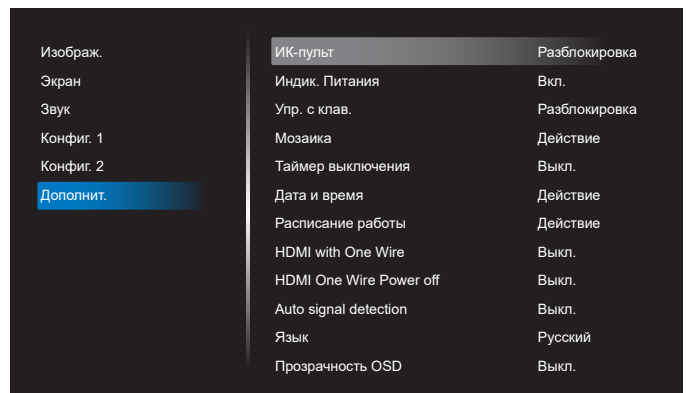 Изображ.
Экран
Звук
Конфиг. 1
Конфиг. 2
Дополнит.
ИК-пульт Разблокировка
Индик. Питания Вкл.
Упр. с клав. Разблокировка
Мозаика Действие
Таймер выключения Выкл.
Дата и время Действие
Расписание работы Действие
HDMI with One Wire Выкл.
HDMI One Wire Power off Выкл.
Auto signal detection Выкл.
Язык Русский
Прозрачность OSD Выкл.